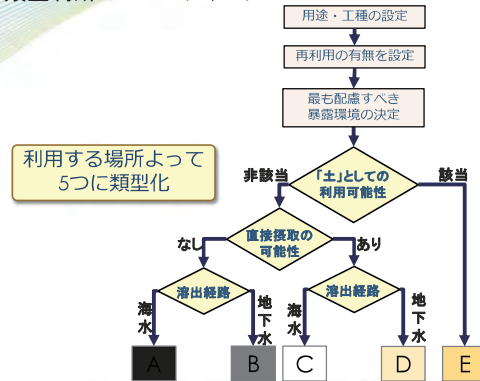 用途・工種の設定
再利用の有無を設定
最も配慮すべき
暴露環境の決定
利用する場所よって
5つに類型化
非該当
「土」としての
利用可能性
該当
なし
直接摂取の
可能性
あり
海水
溶出経路
地下水
海水
溶出経路
地下水
A
B
C
D
E